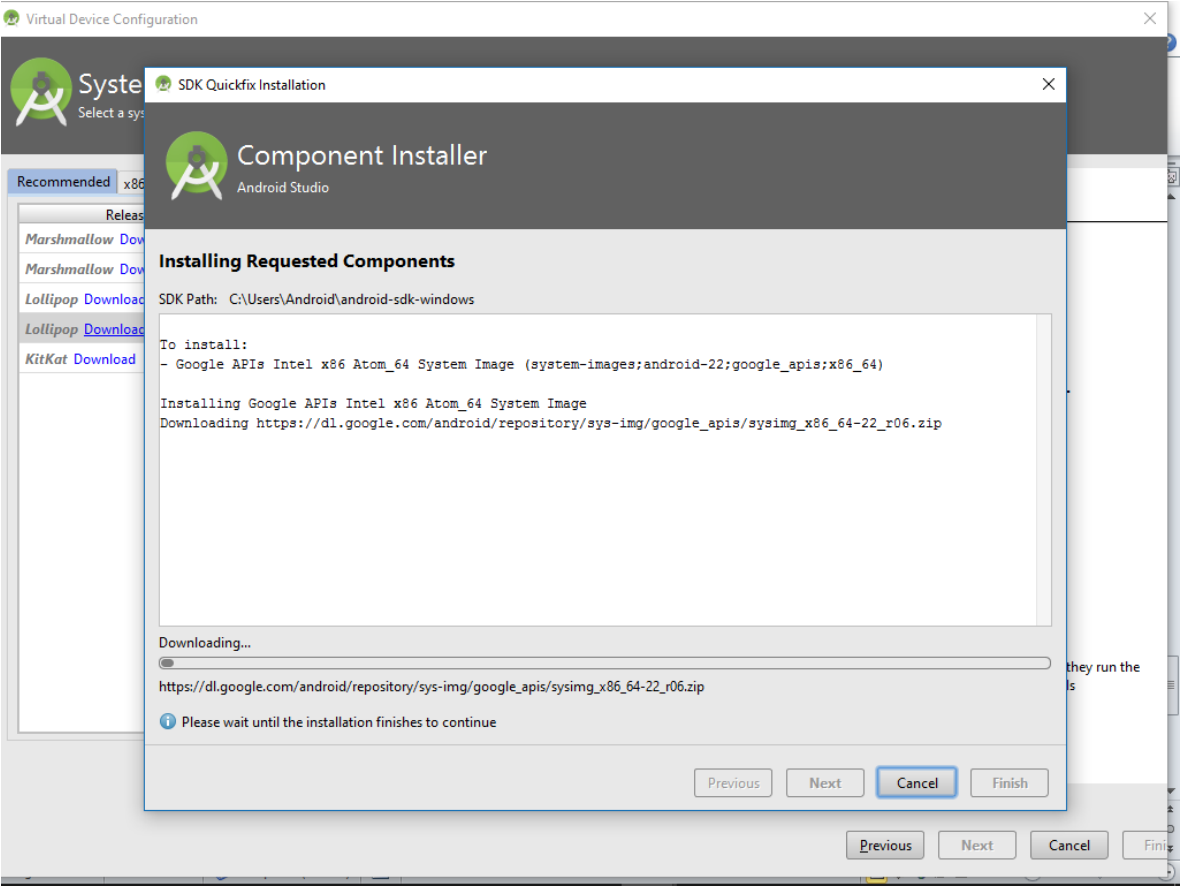 Virtual Device Configuration
Syste
Select a sys
SDK Quickfix Installation
Component Installer
Android Studio
Recommended x86
Releas
Marshmallow Dow
Marshmallow Dow
Lollipop Download
Lollipop Download
KitKat Download
Installing Requested Components
SDK Path: C:\Users\Android\android-sdk-windows
To install:
- Google APIs Intel x86 Atom_64 System Image (system-images;android-22;google_apis;x86_64)
Installing Google APIs Intel x86 Atom_64 System Image
Downloading https://dl.google.com/android/repository/sys-img/google_apis/sysimg_x86_64-22_r06.zip
Downloading...
https://dl.google.com/android/repository/sys-img/google_apis/sysimg_x86_64-22_r06.zip
Please wait until the installation finishes to continue
they run the
ls
Previous Next Cancel Finish
Previous Next Cancel Fini